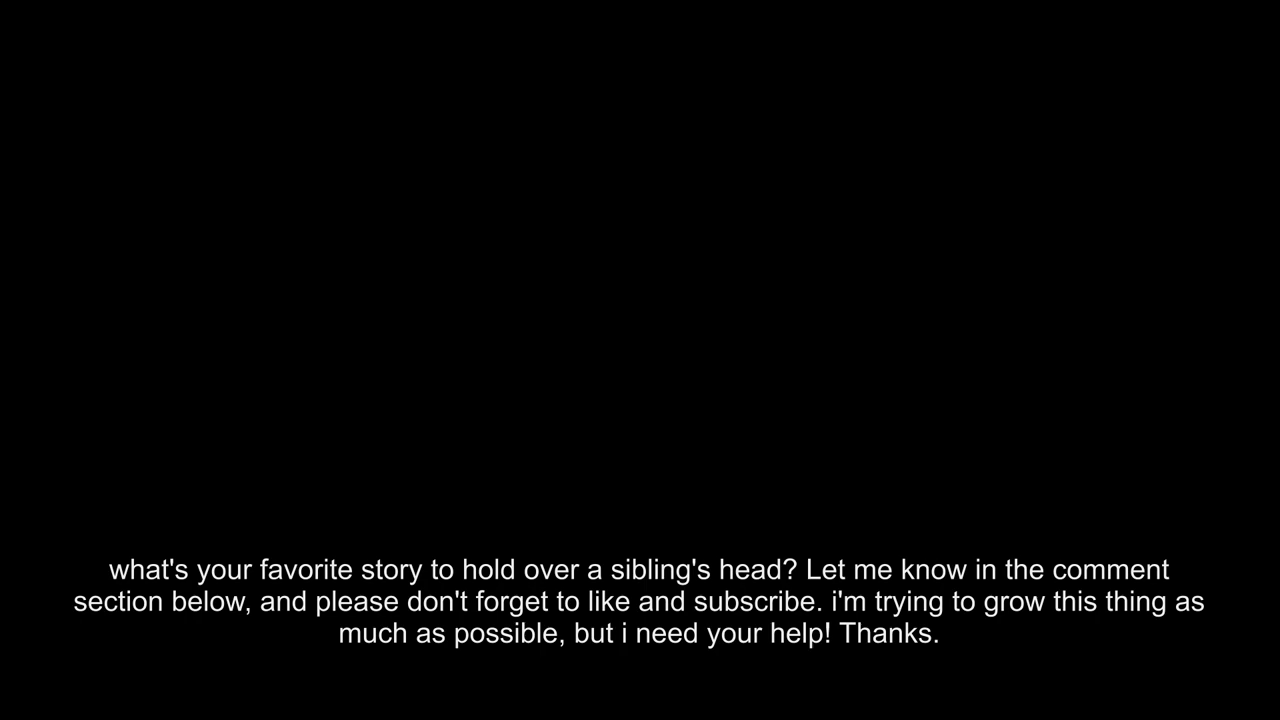 what's your favorite story to hold over a sibling's head? Let me know in the comment
section below, and please don't forget to like and subscribe. i'm trying to grow this thing as
much as possible, but i need your help! Thanks.